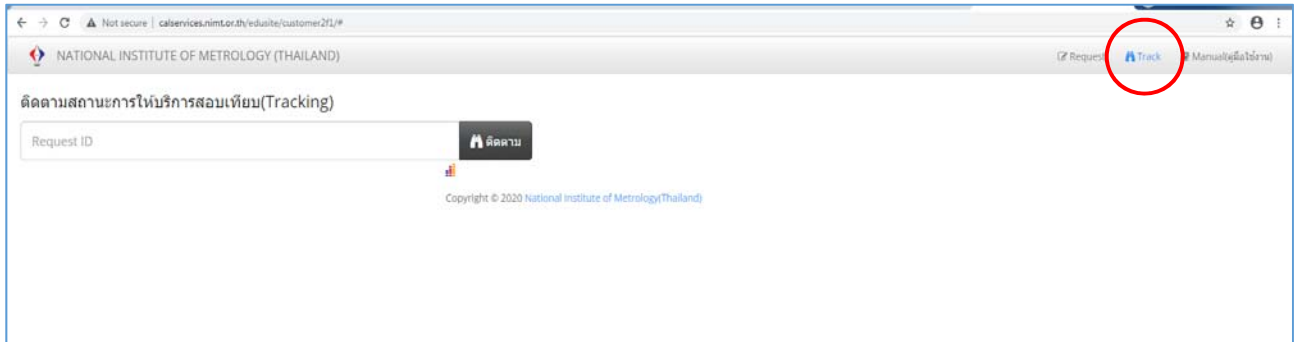 Not secure | calservices.nimt.or.th/edusite/customer2f1/#
NATIONAL INSTITUTE OF METROLOGY (THAILAND)
Request Track Manual(คู่มือใช้งาน)
ติดตามสถานะการให้บริการสอบเทียบ(Tracking)
Request ID ติดตาม
Copyright © 2020 National Institute of Metrology(Thailand)